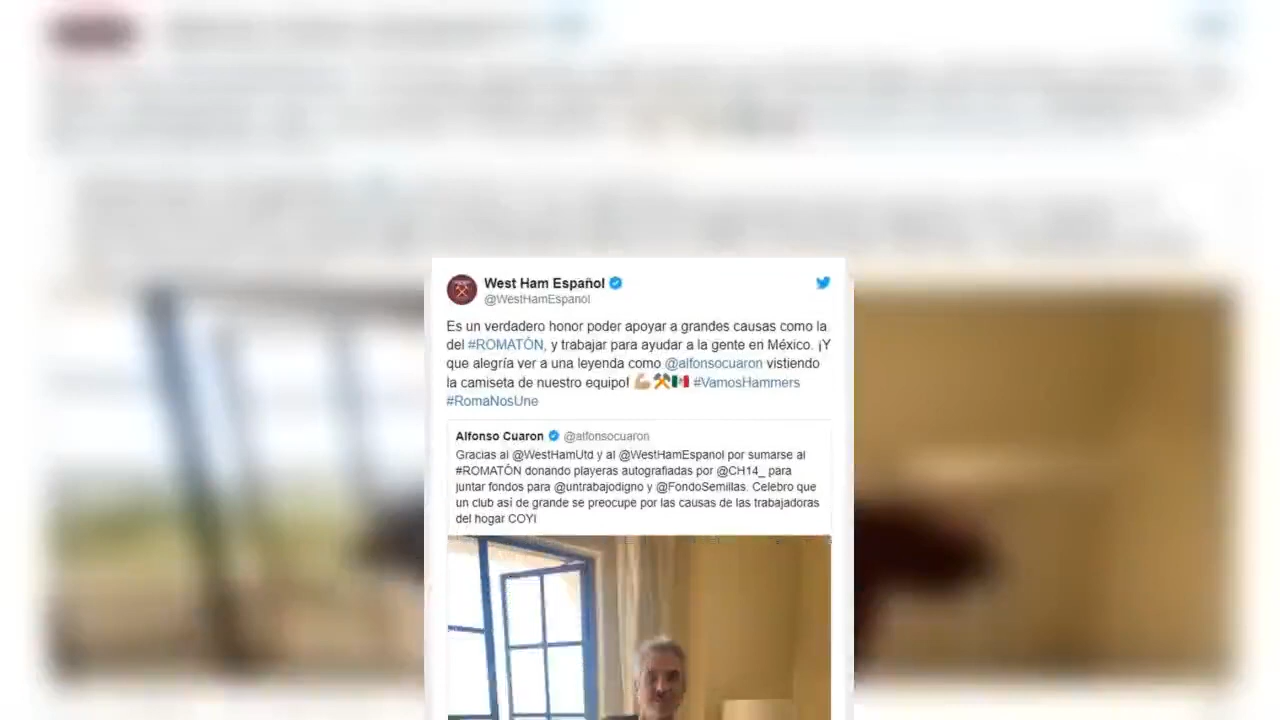 West Ham Español
@WestHamEspanol
Es un verdadero honor poder apoyar a grandes causas como la
del #ROMATÓN, y trabajar para ayudar a la gente en México. ¡Y
que alegría ver a una leyenda como @alfonsocuaron vistiendo
la camiseta de nuestro equipo! 💪🏼⚒️🇲🇽 #VamosHammers
#RomaNosUne
Alfonso Cuaron @alfonsocuaron
Gracias al @WestHamUtd y al @WestHamEspanol por sumarse al
#ROMATÓN donando playeras autografiadas por @CH14_ para
juntar fondos para @untrabajodigno y @FondoSemillas. Celebro que
un club así de grande se preocupe por las causas de las trabajadoras
del hogar COYI